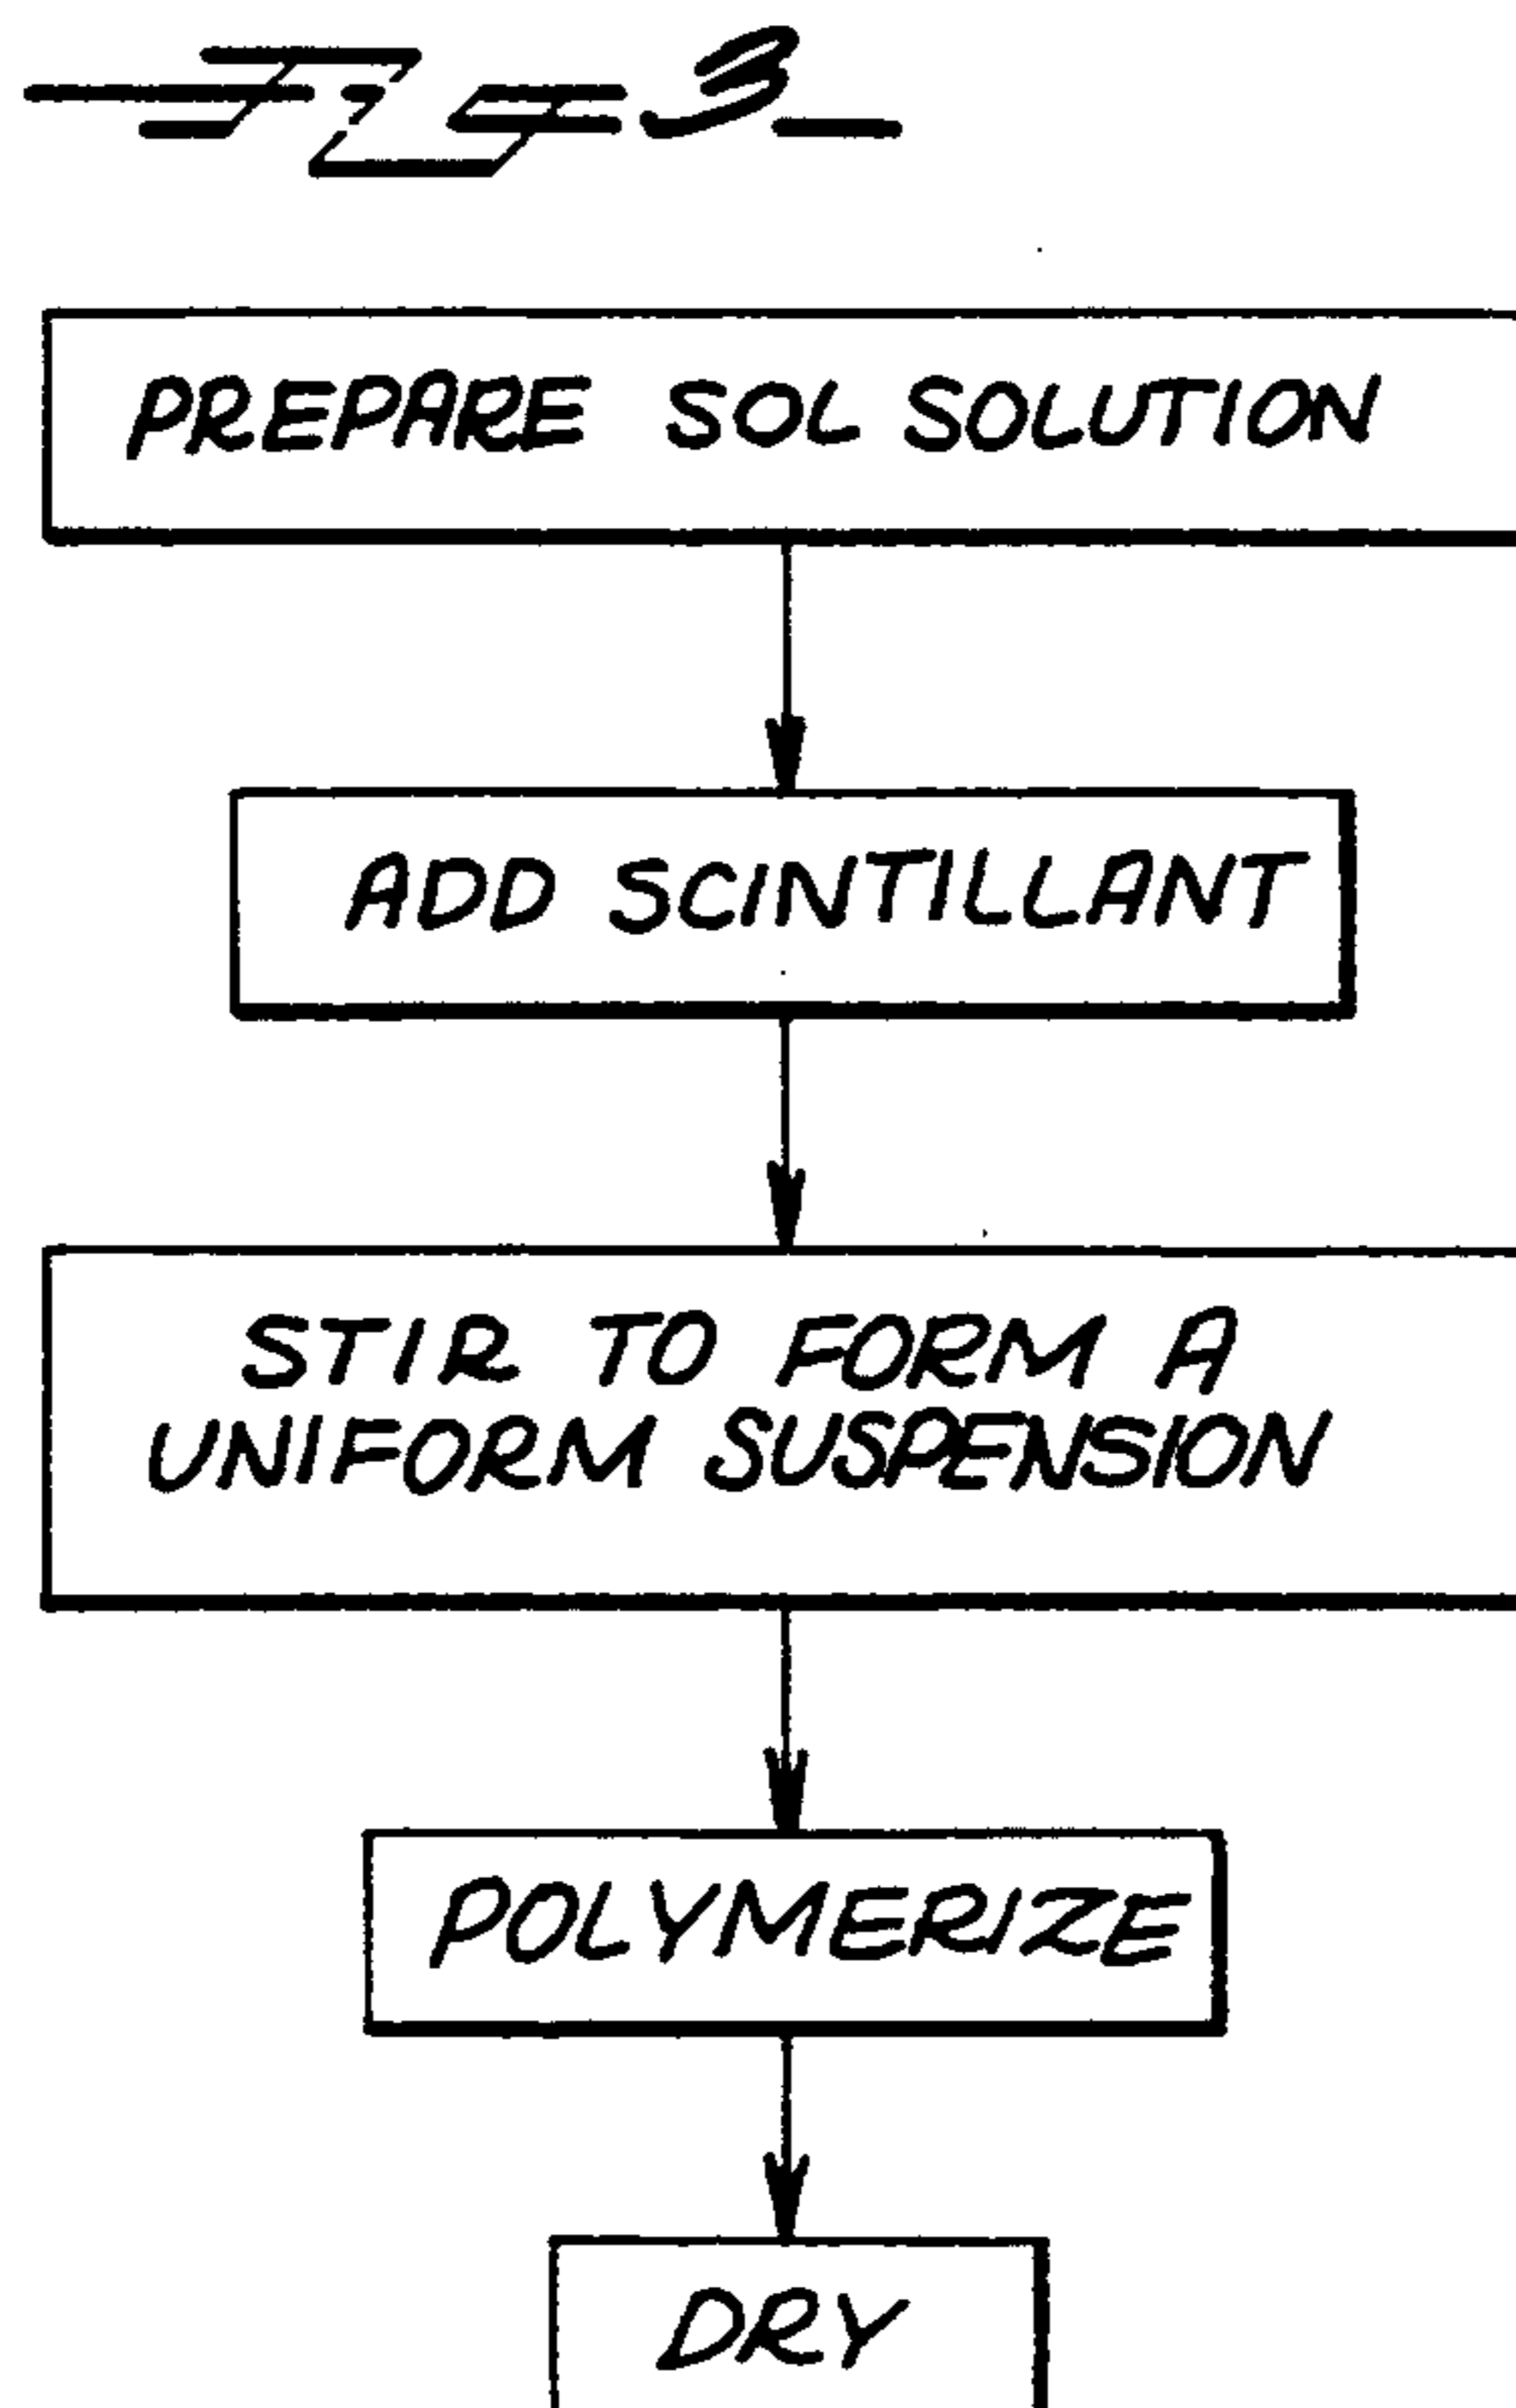 Fig 3
PREPARE SOL SOLUTION
ADD SCINTILLANT
STIR TO FORM A
UNIFORM SUSPENSION
POLYMERIZE
DRY